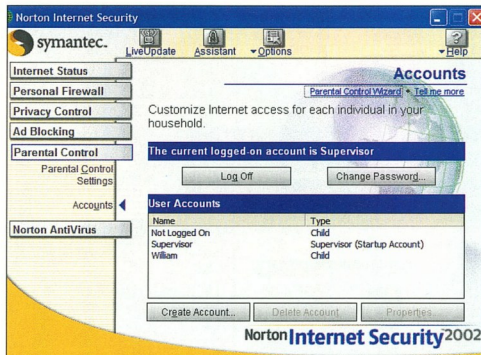 Norton Internet Security
symantec.
LiveUpdate Assistant Options Help
Internet Status
Personal Firewall
Privacy Control
Ad Blocking
Parental Control
Parental Control
Settings
Accounts
Norton AntiVirus
Accounts
Parental Control Wizard • Tell me more
Customize Internet access for each individual in your
household.
The current logged-on account is Supervisor
Log Off Change Password...
User Accounts
Name Type
Not Logged On Child
Supervisor Supervisor (Startup Account)
William Child
Create Account... Delete Account Properties
Norton Internet Security 2002